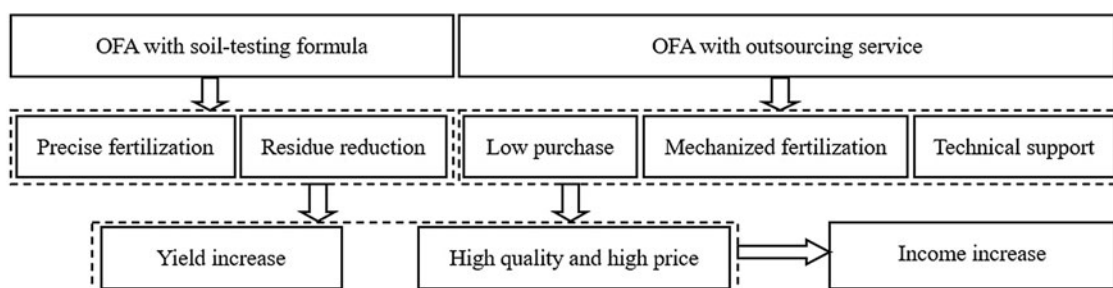 OFA with soil-testing formula
OFA with outsourcing service
Precise fertilization
Residue reduction
Low purchase
Mechanized fertilization
Technical support
Yield increase
High quality and high price
Income increase